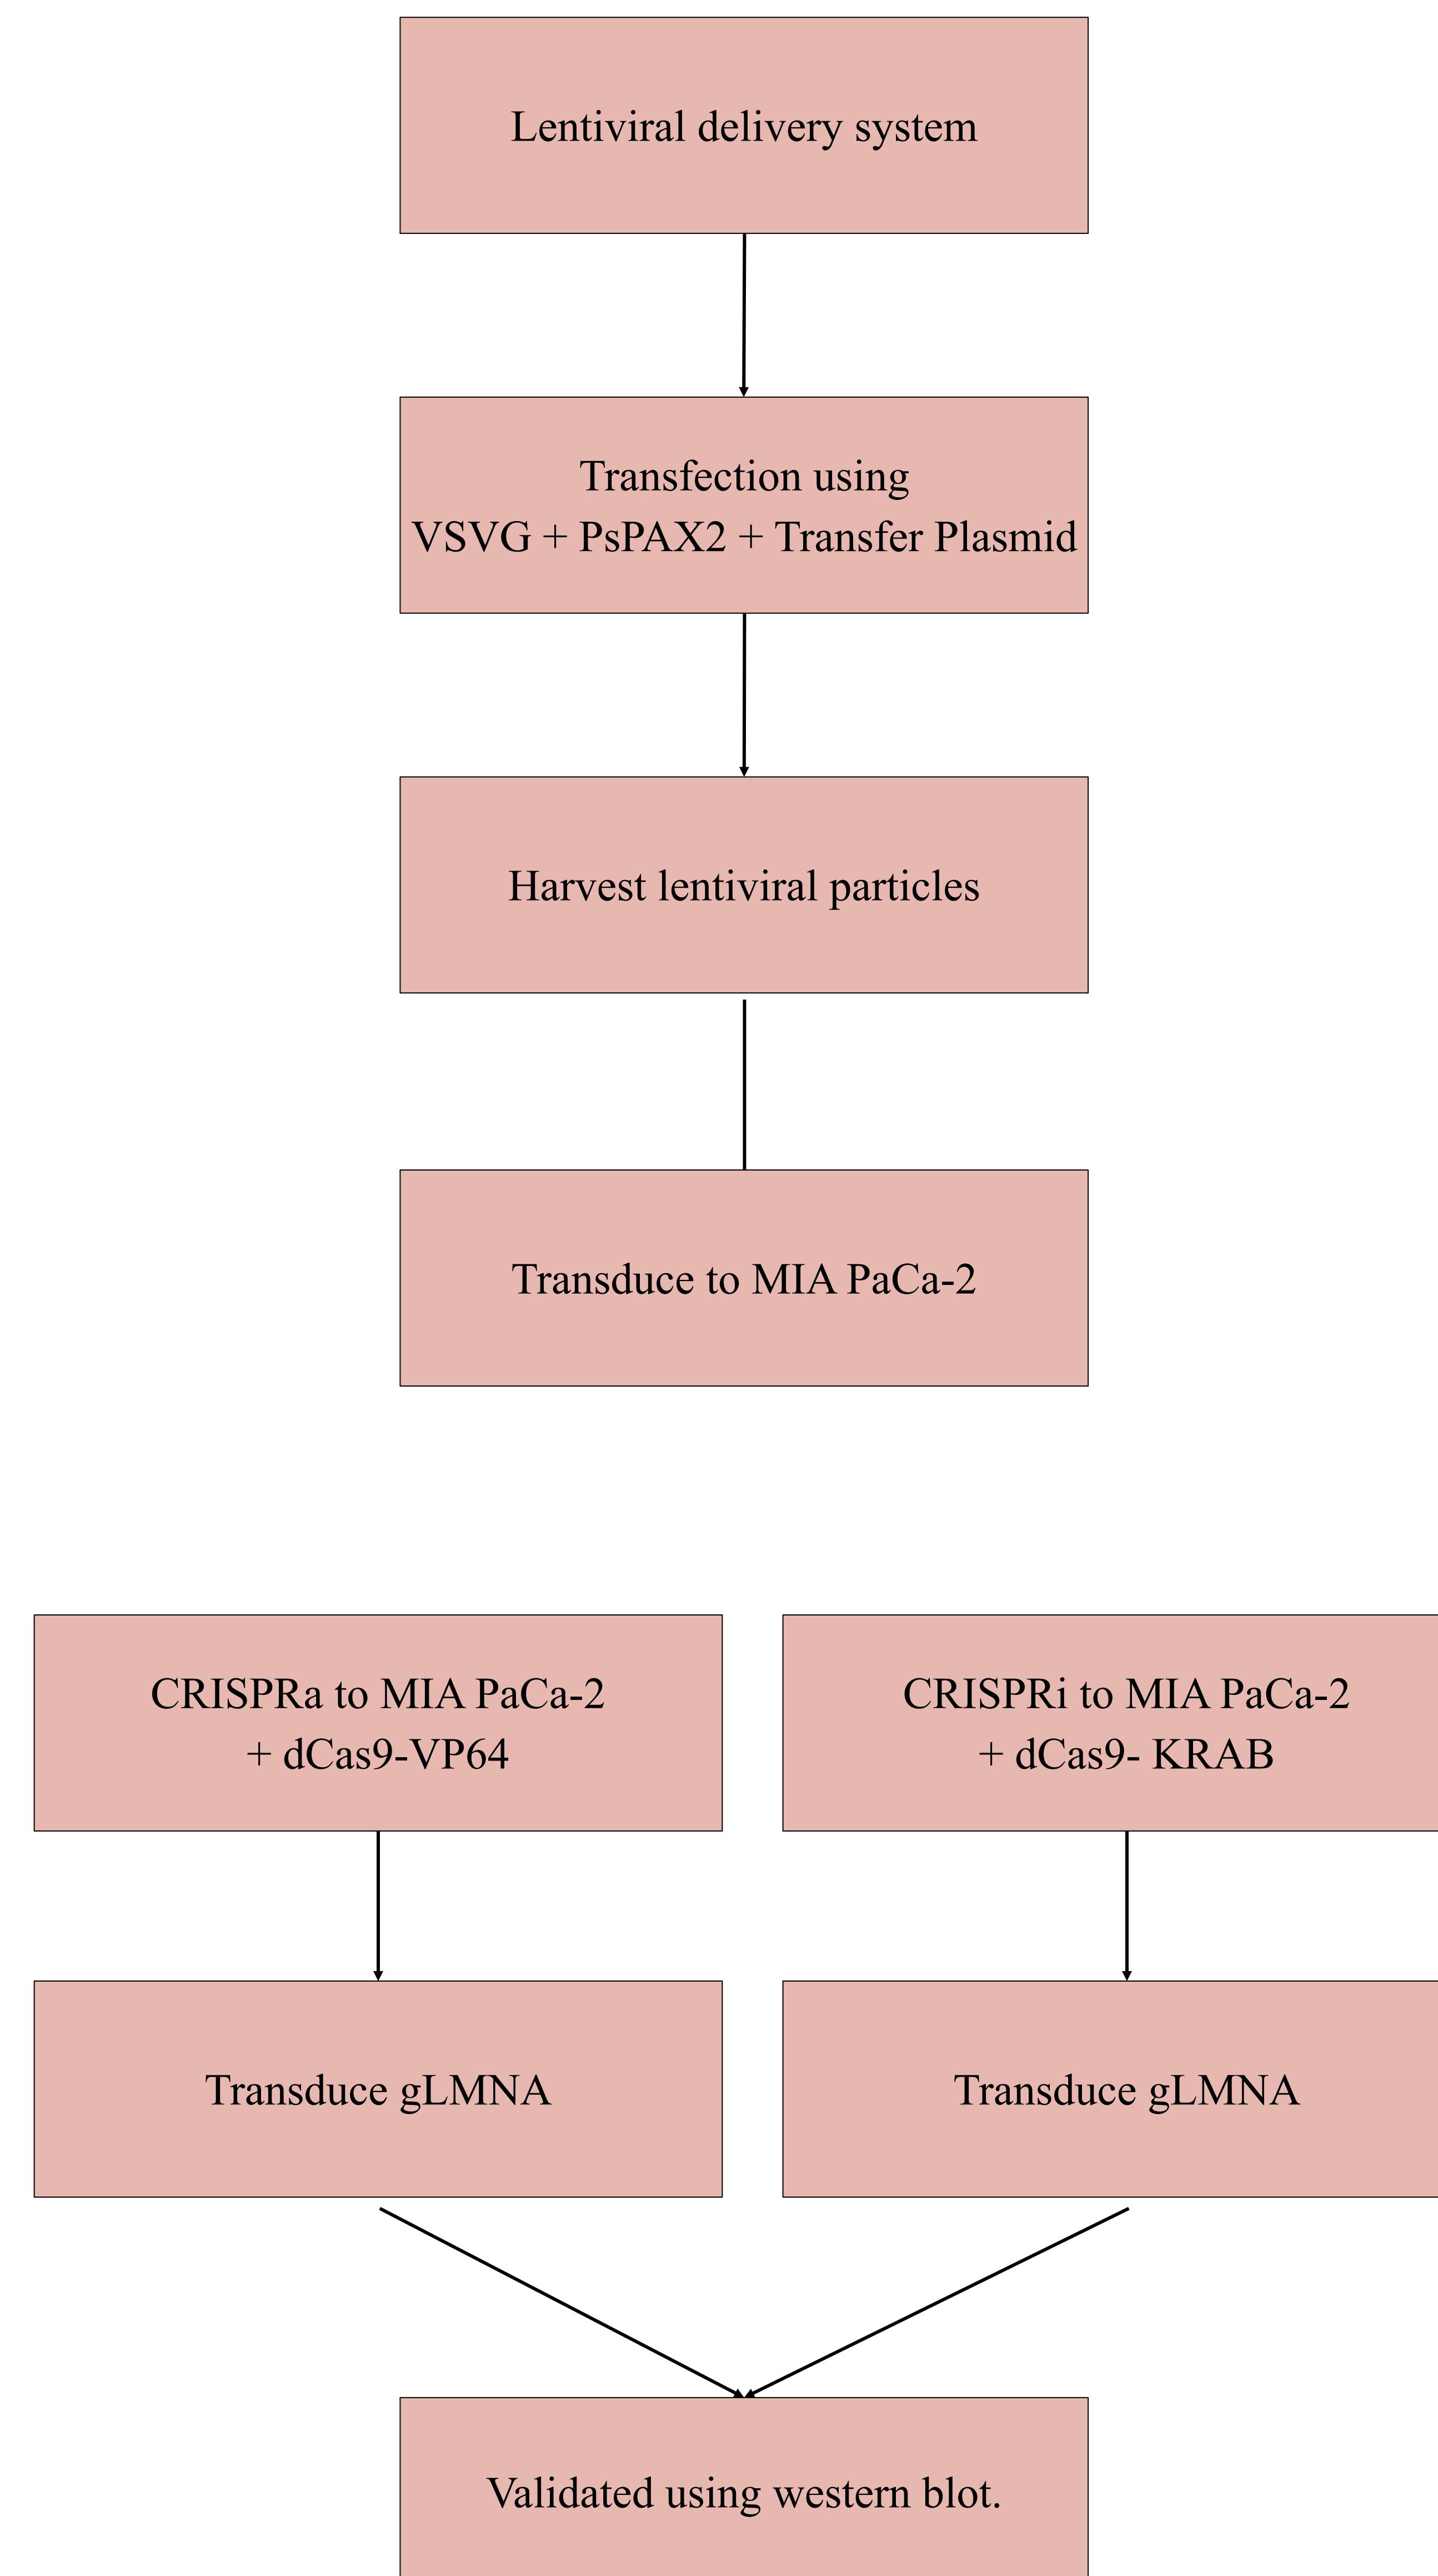 Lentiviral delivery system
Transfection using
VSVG + PsPAX2 + Transfer Plasmid
Harvest lentiviral particles
Transduce to MIA PaCa-2
CRISPRa to MIA PaCa-2
+ dCas9-VP64
CRISPRi to MIA PaCa-2
+ dCas9- KRAB
Transduce gLMNA
Transduce gLMNA
Validated using western blot.